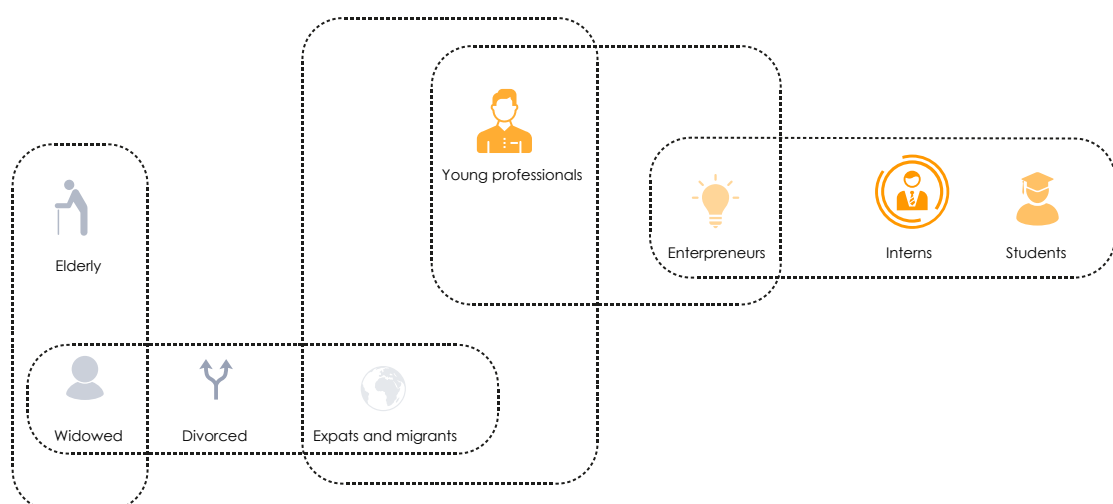 Young professionals
Enterpreneurs
Interns
Students
Elderly
Widowed
Divorced
Expats and migrants